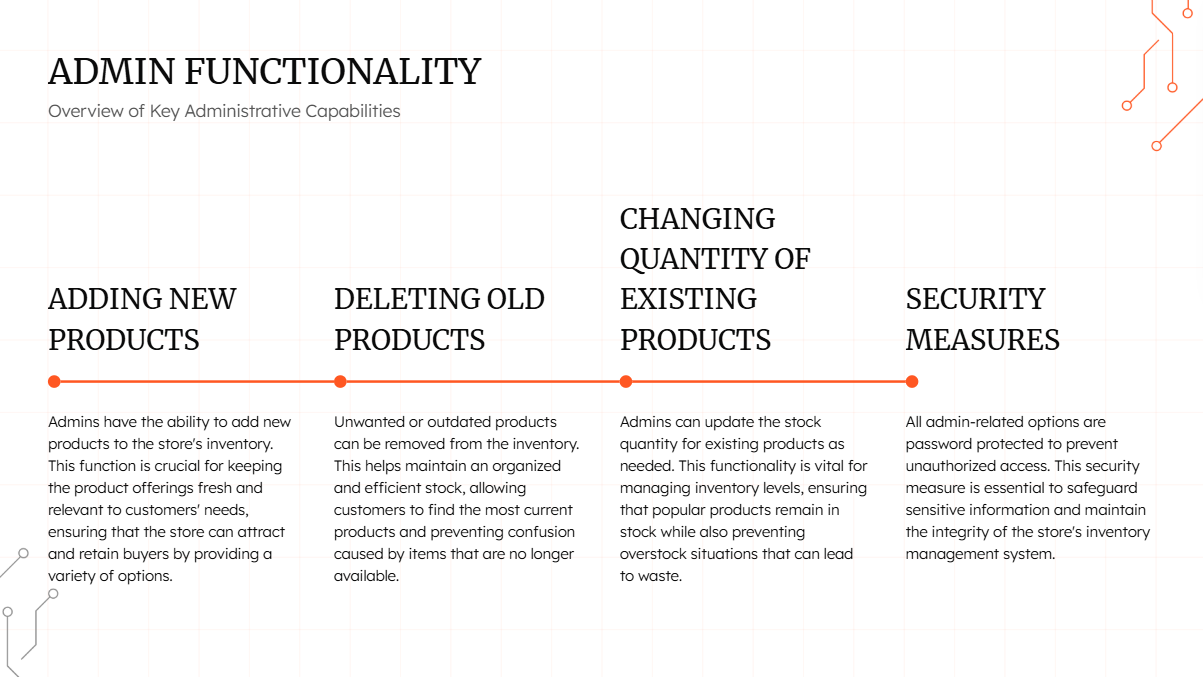 ADMIN FUNCTIONALITY
Overview of Key Administrative Capabilities
ADDING NEW
PRODUCTS
Admins have the ability to add new
products to the store's inventory.
This function is crucial for keeping
the product offerings fresh and
relevant to customers' needs,
ensuring that the store can attract
and retain buyers by providing a
variety of options.
DELETING OLD
PRODUCTS
Unwanted or outdated products
can be removed from the inventory.
This helps maintain an organized
and efficient stock, allowing
customers to find the most current
products and preventing confusion
caused by items that are no longer
available.
CHANGING
QUANTITY OF
EXISTING
PRODUCTS
Admins can update the stock
quantity for existing products as
needed. This functionality is vital for
managing inventory levels, ensuring
that popular products remain in
stock while also preventing
overstock situations that can lead
to waste.
SECURITY
MEASURES
All admin-related options are
password protected to prevent
unauthorized access. This security
measure is essential to safeguard
sensitive information and maintain
the integrity of the store's inventory
management system.